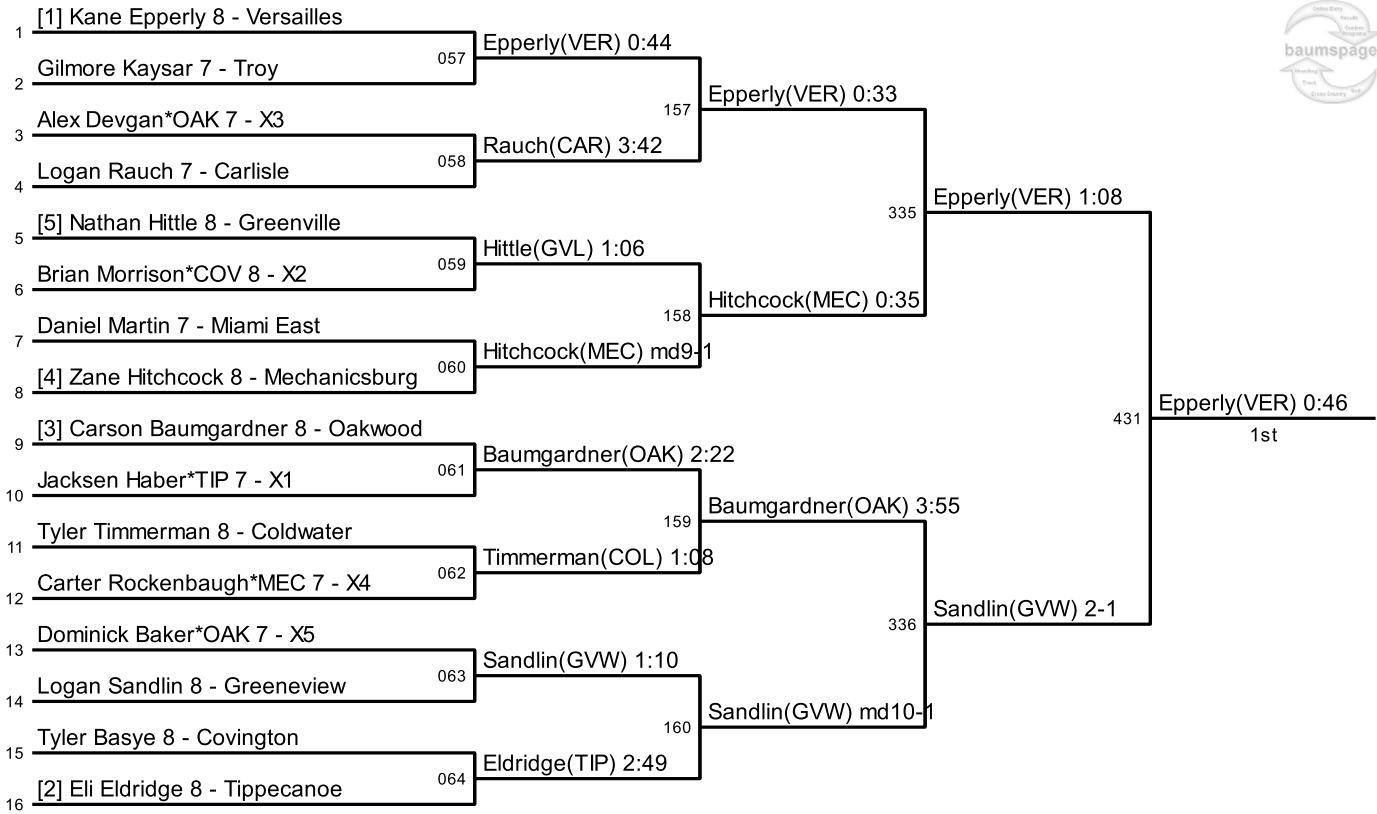 [1] Kane Epperly 8 - Versailles
1
Gilmore Kaysar 7 - Troy
2
Alex Devgan*OAK 7 - X3
3
Logan Rauch 7 - Carlisle
4
[5] Nathan Hittle 8 - Greenville
5
Brian Morrison*COV 8 - X2
6
Daniel Martin 7 - Miami East
7
[4] Zane Hitchcock 8 - Mechanicsburg
8
[3] Carson Baumgardner 8 - Oakwood
9
Jacksen Haber*TIP 7 - X1
10
Tyler Timmerman 8 - Coldwater
11
Carter Rockenbaugh*MEC 7 - X4
12
Dominick Baker*OAK 7 - X5
13
Logan Sandlin 8 - Greeneview
14
Tyler Basye 8 - Covington
15
[2] Eli Eldridge 8 - Tippecanoe
16
057
Epperly(VER) 0:44
058
Rauch(CAR) 3:42
059
Hittle(GVL) 1:06
060
Hitchcock(MEC) md9-1
061
Baumgardner(OAK) 2:22
062
Timmerman(COL) 1:08
063
Sandlin(GVW) 1:10
064
Eldridge(TIP) 2:49
157
Epperly(VER) 0:33
158
Hitchcock(MEC) 0:35
159
Baumgardner(OAK) 3:55
160
Sandlin(GVW) md10-1
335
Epperly(VER) 1:08
336
Sandlin(GVW) 2-1
431
Epperly(VER) 0:46
1st
Online Entry
Results
baumspage
Wrestling
Track
Cross Country